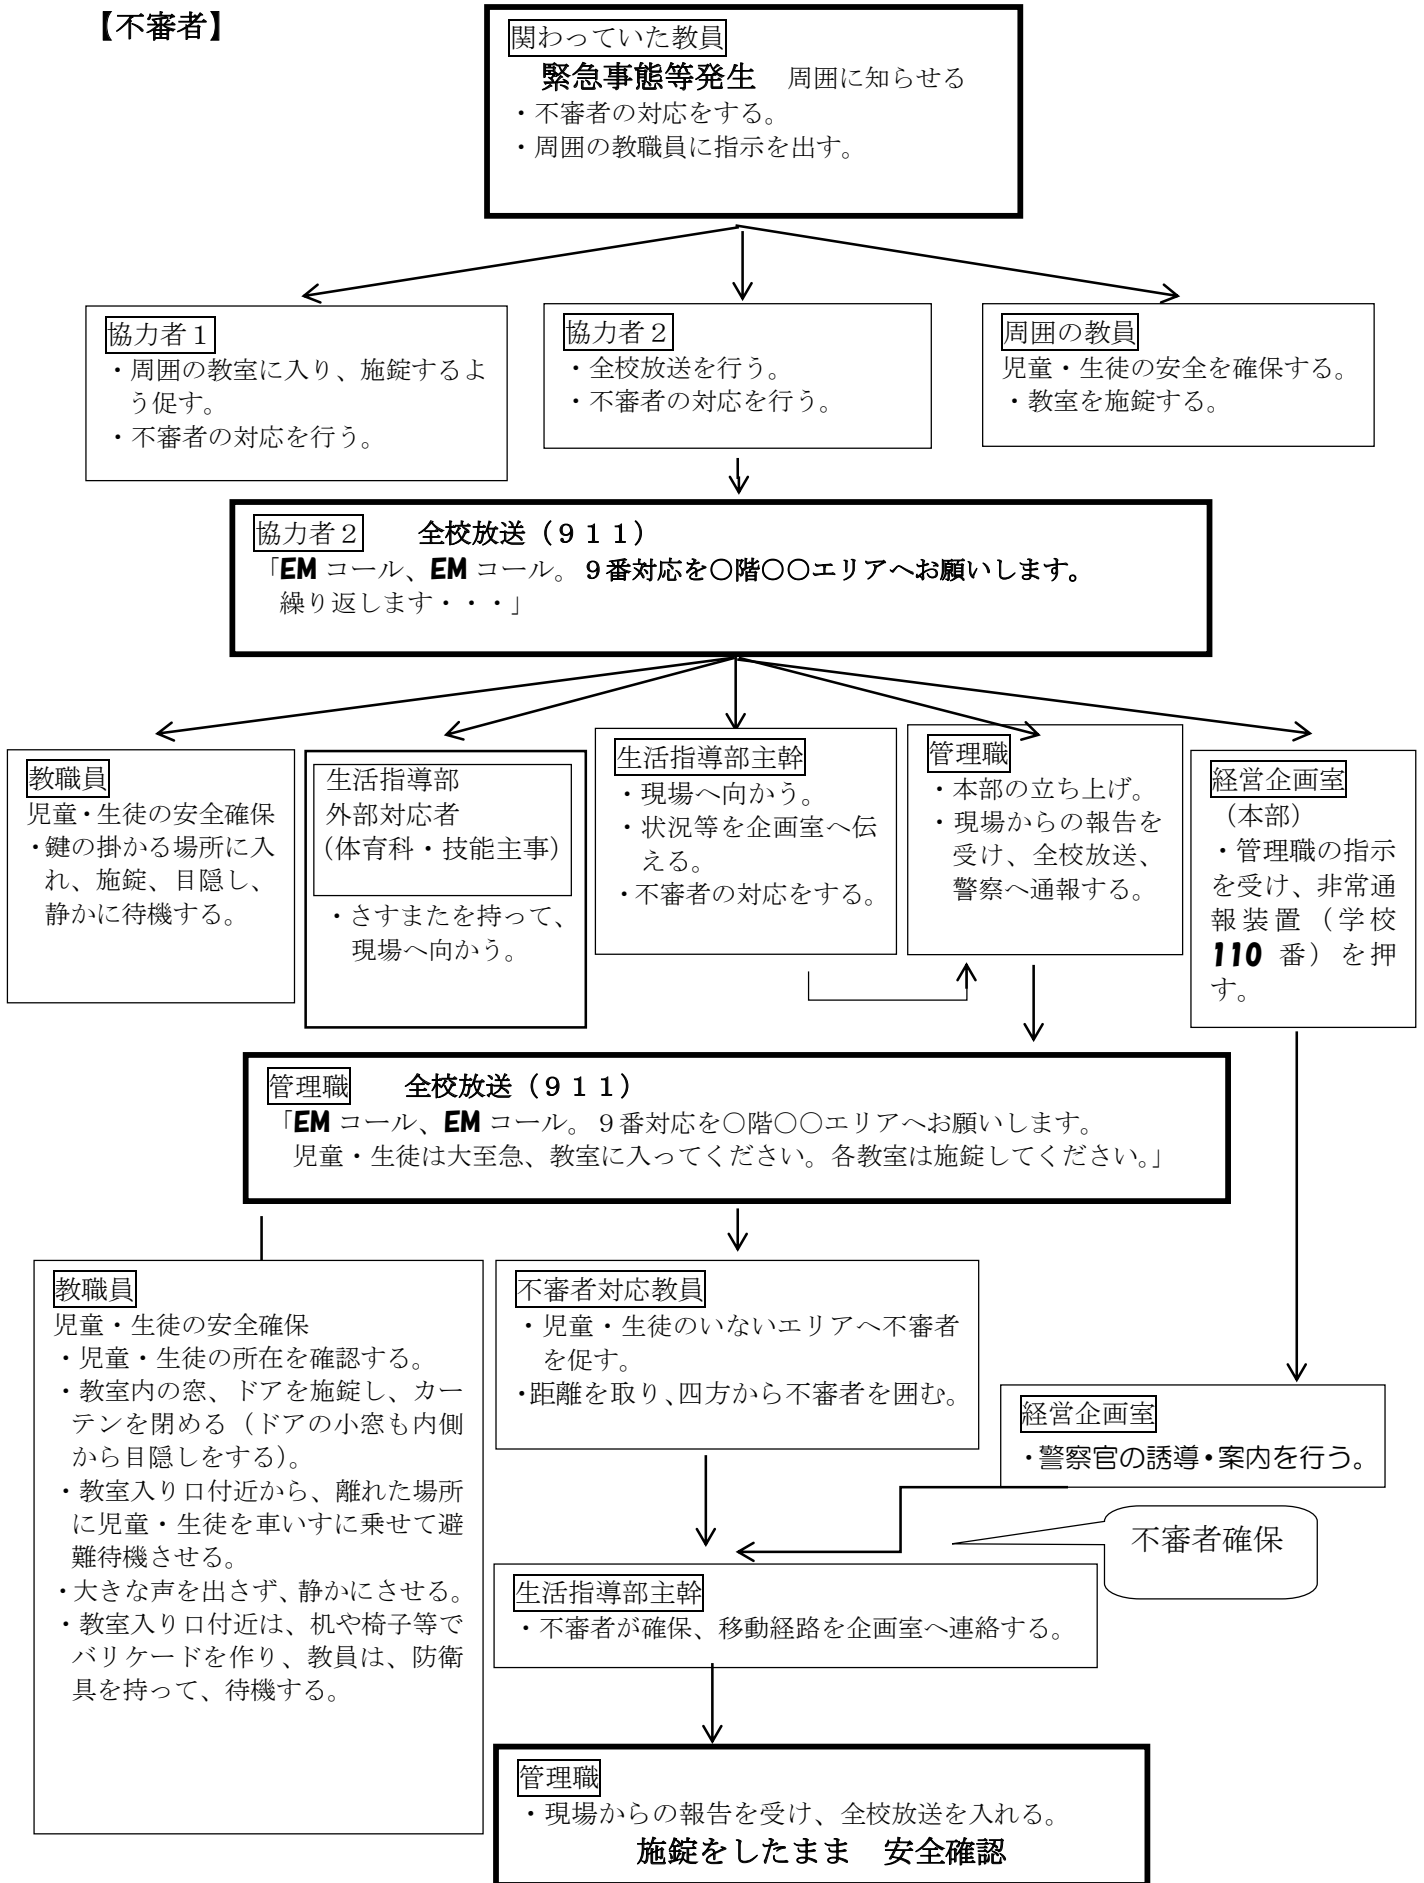 【不審者】
関わっていた教員
緊急事態等発生　周囲に知らせる
・不審者の対応をする。
・周囲の教職員に指示を出す。
協力者１
・周囲の教室に入り、施錠するよ
う促す。
・不審者の対応を行う。
協力者２
・全校放送を行う。
・不審者の対応を行う。
周囲の教員
児童・生徒の安全を確保する。
・教室を施錠する。
協力者２　全校放送（９１１）
「EM コール、EM コール。９番対応を〇階〇〇エリアへお願いします。
繰り返します・・・」
教職員
児童・生徒の安全確保
・鍵の掛かる場所に入
れ、施錠、目隠し、
静かに待機する。
生活指導部
外部対応者
（体育科・技能主事）
・さすまたを持って、
現場へ向かう。
生活指導部主幹
・現場へ向かう。
・状況等を企画室へ伝
える。
・不審者の対応をする。
管理職
・本部の立ち上げ。
・現場からの報告を
受け、全校放送、
警察へ通報する。
経営企画室
（本部）
・管理職の指示
を受け、非常通
報装置（学校
110 番）を押
す。
管理職　全校放送（９１１）
「EM コール、EM コール。９番対応を〇階〇〇エリアへお願いします。
児童・生徒は大至急、教室に入ってください。各教室は施錠してください。」
教職員
児童・生徒の安全確保
・児童・生徒の所在を確認する。
・教室内の窓、ドアを施錠し、カー
テンを閉める（ドアの小窓も内側
から目隠しをする）。
・教室入り口付近から、離れた場所
に児童・生徒を車いすに乗せて避
難待機させる。
・大きな声を出さず、静かにさせる。
・教室入り口付近は、机や椅子等で
バリケードを作り、教員は、防衛
具を持って、待機する。
不審者対応教員
・児童・生徒のいないエリアへ不審者
を促す。
・距離を取り、四方から不審者を囲む。
経営企画室
・警察官の誘導・案内を行う。
不審者確保
生活指導部主幹
・不審者が確保、移動経路を企画室へ連絡する。
管理職
・現場からの報告を受け、全校放送を入れる。
施錠をしたまま　安全確認